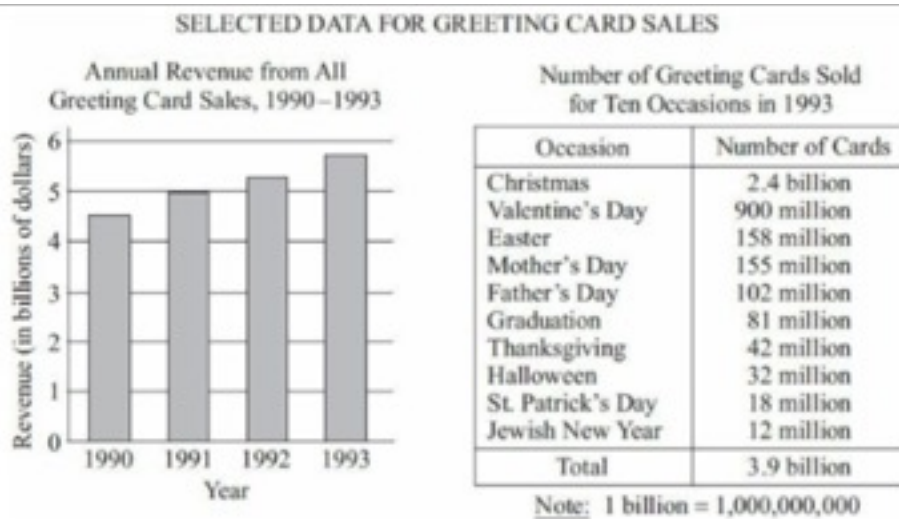 SELECTED DATA FOR GREETING CARD SALES
Annual Revenue from All
Greeting Card Sales, 1990–1993
Revenue (in billions of dollars)
6
5
4
3
2
1
0
1990 1991 1992 1993
Year
Number of Greeting Cards Sold
for Ten Occasions in 1993
Occasion Number of Cards
Christmas 2.4 billion
Valentine's Day 900 million
Easter 158 million
Mother's Day 155 million
Father's Day 102 million
Graduation 81 million
Thanksgiving 42 million
Halloween 32 million
St. Patrick's Day 18 million
Jewish New Year 12 million
Total 3.9 billion
Note: 1 billion = 1,000,000,000